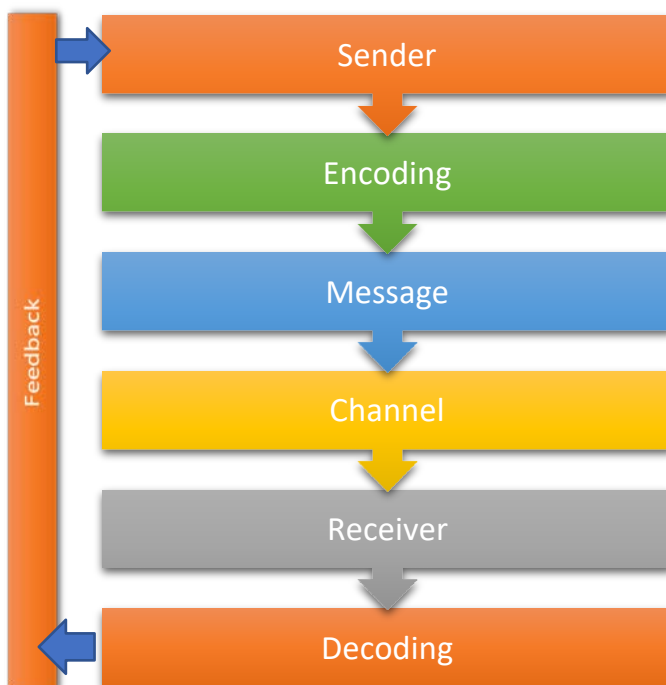 Sender
Encoding
Message
Feedback
Channel
Receiver
Decoding